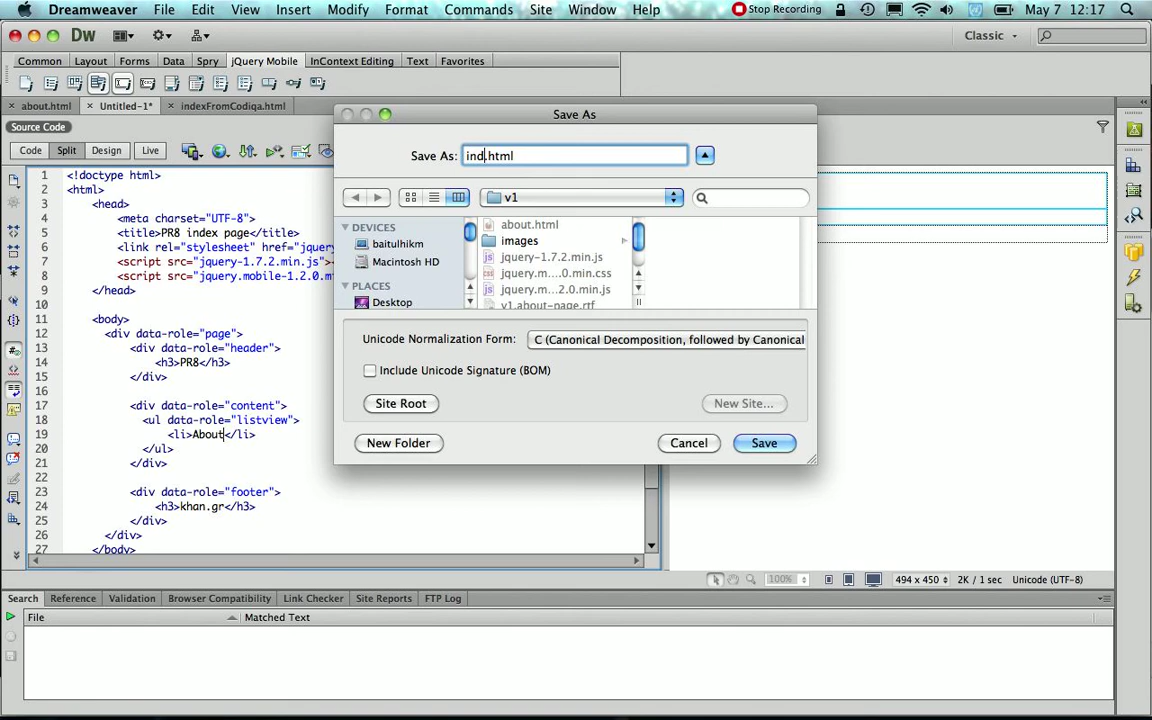 Dreamweaver File Edit View Insert Modify Format Commands Site Window Help Stop Recording May 7 12:17
Dw Classic
Common Layout Forms Data Spry jQuery Mobile InContext Editing Text Favorites
about.html Untitled-1* indexFromCodiqa.html
Source Code
Code Split Design Live
1 <!doctype html>
2 <html>
3 <head>
4 <meta charset="UTF-8">
5 <title>PR8 index page</title>
6 <link rel="stylesheet" href="jquery
7 <script src="jquery-1.7.2.min.js">
8 <script src="jquery.mobile-1.2.0.m
9 </head>
10
11 <body>
12 <div data-role="page">
13 <div data-role="header">
14 <h3>PR8</h3>
15 </div>
16
17 <div data-role="content">
18 <ul data-role="listview">
19 <li>About</li>
20 </ul>
21 </div>
22
23 <div data-role="footer">
24 <h3>khan.gr</h3>
25 </div>
26 </div>
27 </body>
Save As
Save As: ind.html
v1
DEVICES
baitulhikm
Macintosh HD
PLACES
Desktop
about.html
images
jquery-1.7.2.min.js
jquery.m....0.min.css
jquery.m...2.0.min.js
v1.about-page.rtf
Unicode Normalization Form: C (Canonical Decomposition, followed by Canonical
Include Unicode Signature (BOM)
Site Root New Site...
New Folder Cancel Save
100% 494 x 450 2K / 1 sec Unicode (UTF-8)
Search Reference Validation Browser Compatibility Link Checker Site Reports FTP Log
File Matched Text